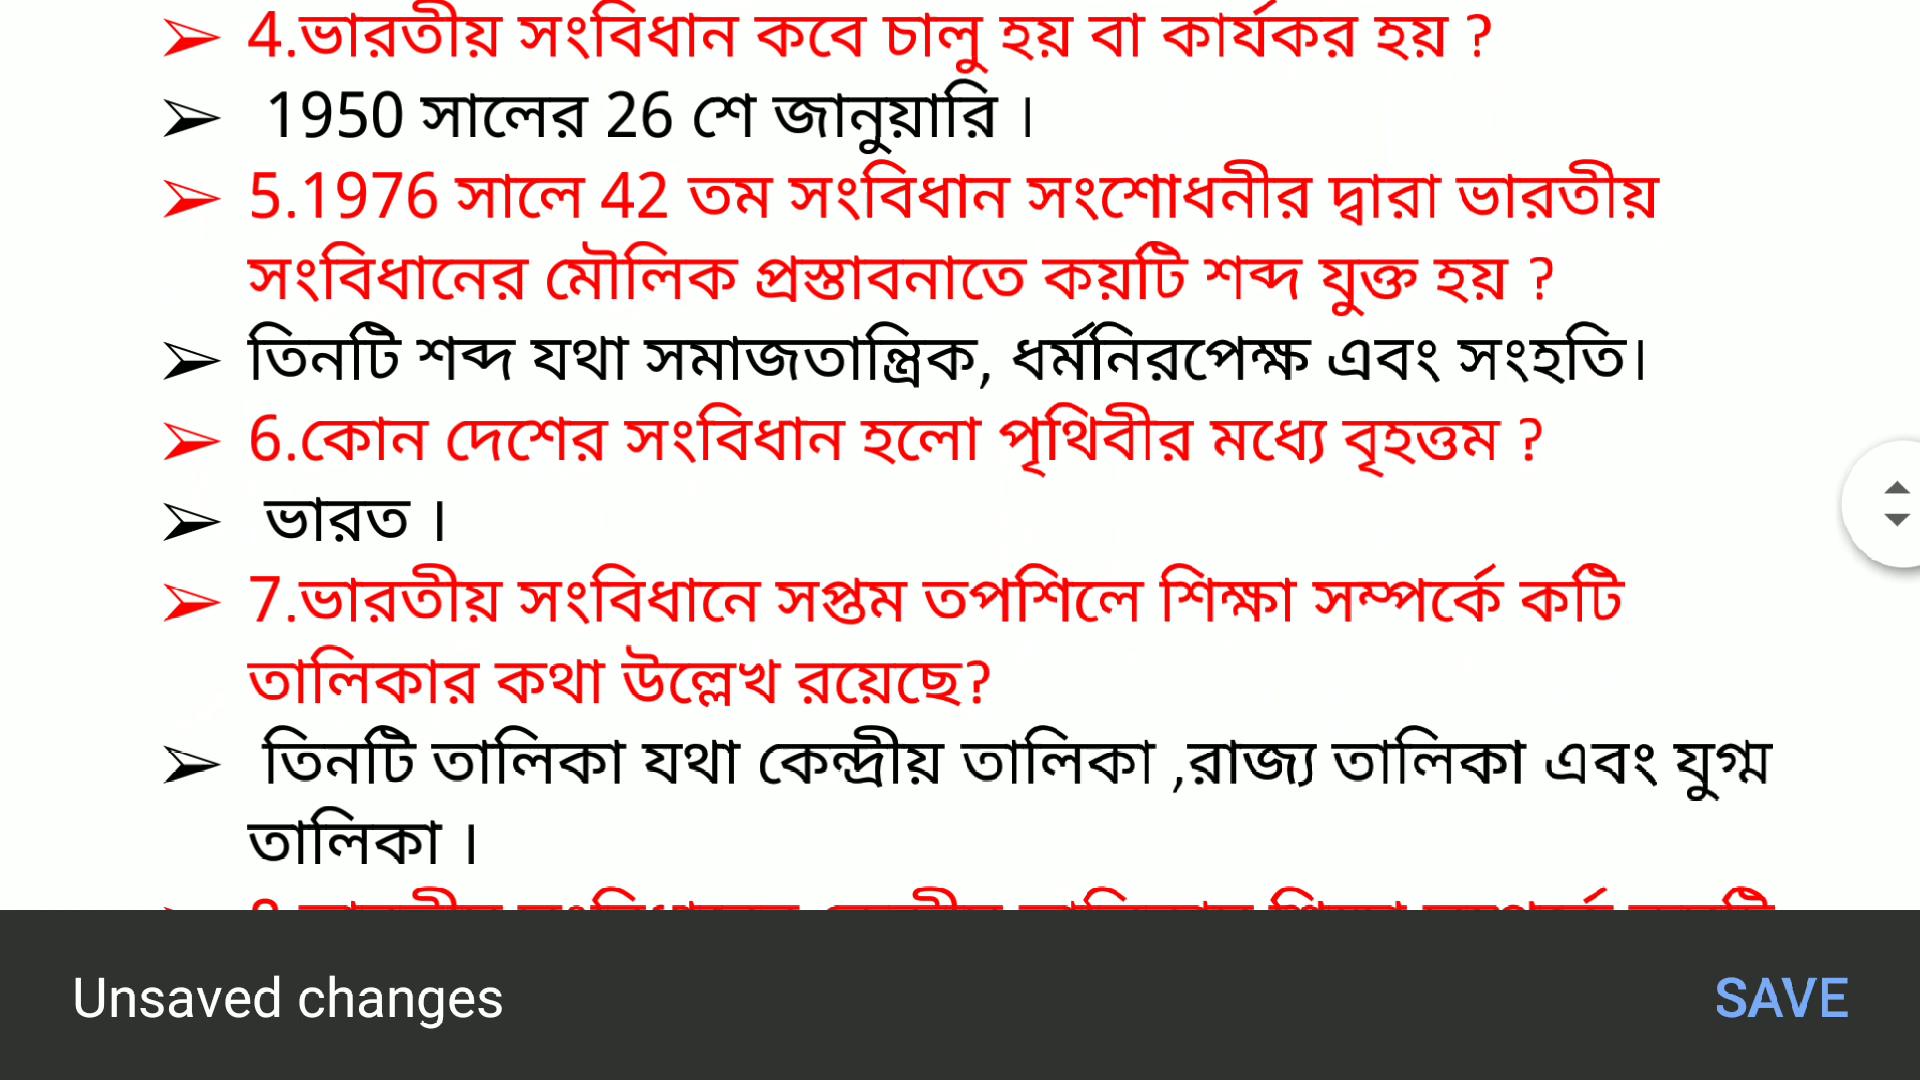 ➢ 4.ভারতীয় সংবিধান কবে চালু হয় বা কার্যকর হয় ?
➢ 1950 সালের 26 শে জানুয়ারি ।
➢ 5.1976 সালে 42 তম সংবিধান সংশোধনীর দ্বারা ভারতীয়
সংবিধানের মৌলিক প্রস্তাবনাতে কয়টি শব্দ যুক্ত হয় ?
➢ তিনটি শব্দ যথা সমাজতান্ত্রিক, ধর্মনিরপেক্ষ এবং সংহতি।
➢ 6.কোন দেশের সংবিধান হলো পৃথিবীর মধ্যে বৃহত্তম ?
➢ ভারত ।
➢ 7.ভারতীয় সংবিধানে সপ্তম তপশিলে শিক্ষা সম্পর্কে কটি
তালিকার কথা উল্লেখ রয়েছে?
➢ তিনটি তালিকা যথা কেন্দ্রীয় তালিকা ,রাজ্য তালিকা এবং যুগ্ম
তালিকা ।
Unsaved changes
SAVE